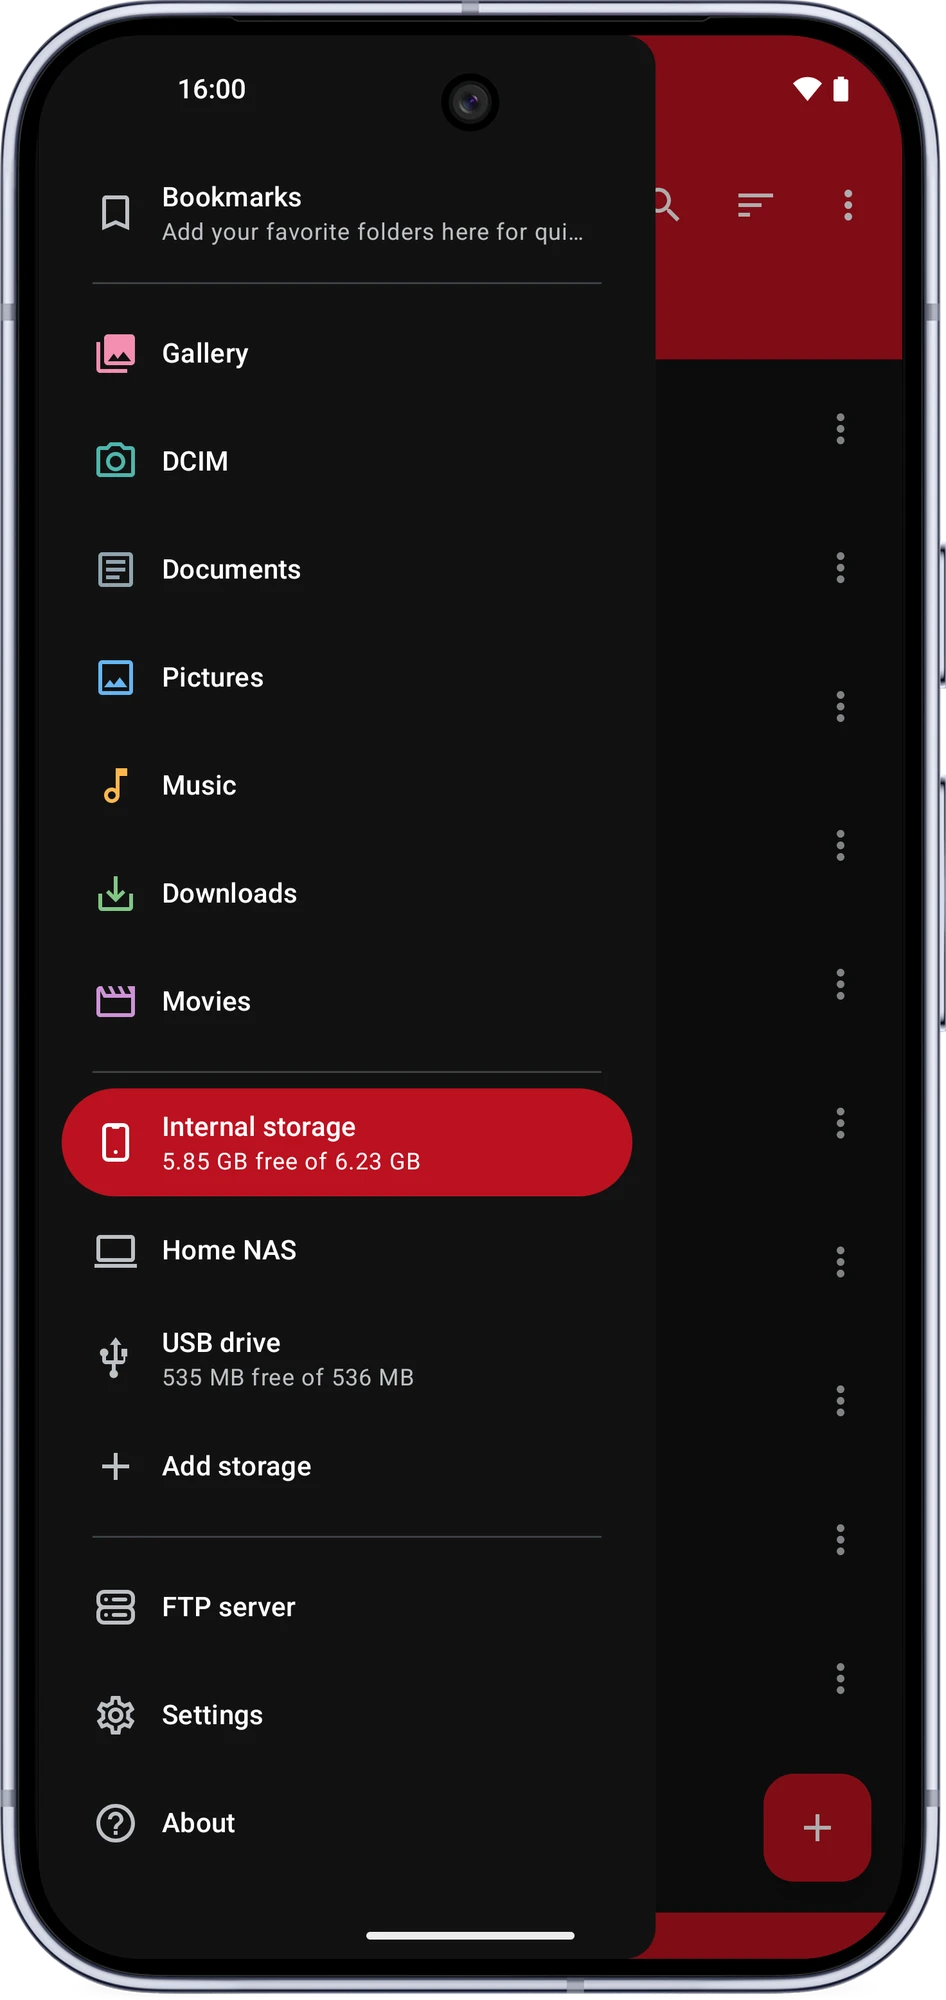 16:00
Bookmarks
Add your favorite folders here for qui...
Gallery
DCIM
Documents
Pictures
Music
Downloads
Movies
Internal storage
5.85 GB free of 6.23 GB
Home NAS
USB drive
535 MB free of 536 MB
Add storage
FTP server
Settings
About